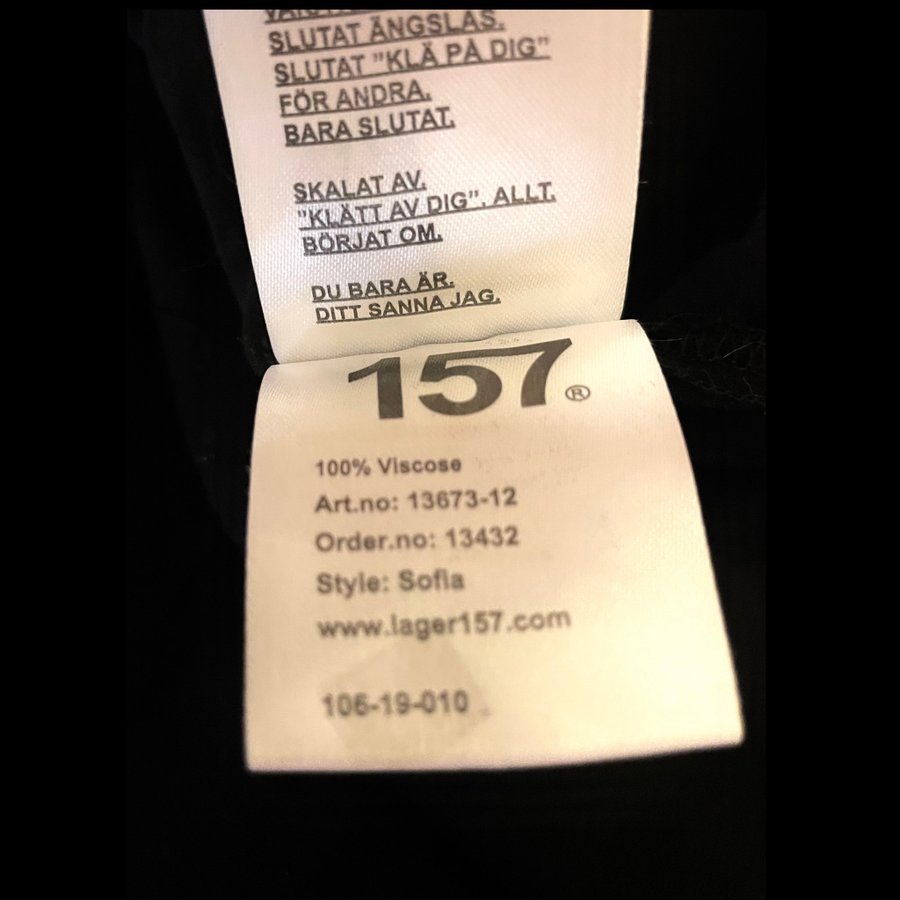 SLUTAT ÄNGSLAS.
SLUTAT "KLÄ PÅ DIG"
FÖR ANDRA.
BARA SLUTAT.
SKALAT AV.
"KLÄTT AV DIG". ALLT.
BÖRJAT OM.
DU BARA ÄR.
DITT SANNA JAG.
157®
100% Viscose
Art.no: 13673-12
Order.no: 13432
Style: Sofia
www.lager157.com
106-19-010